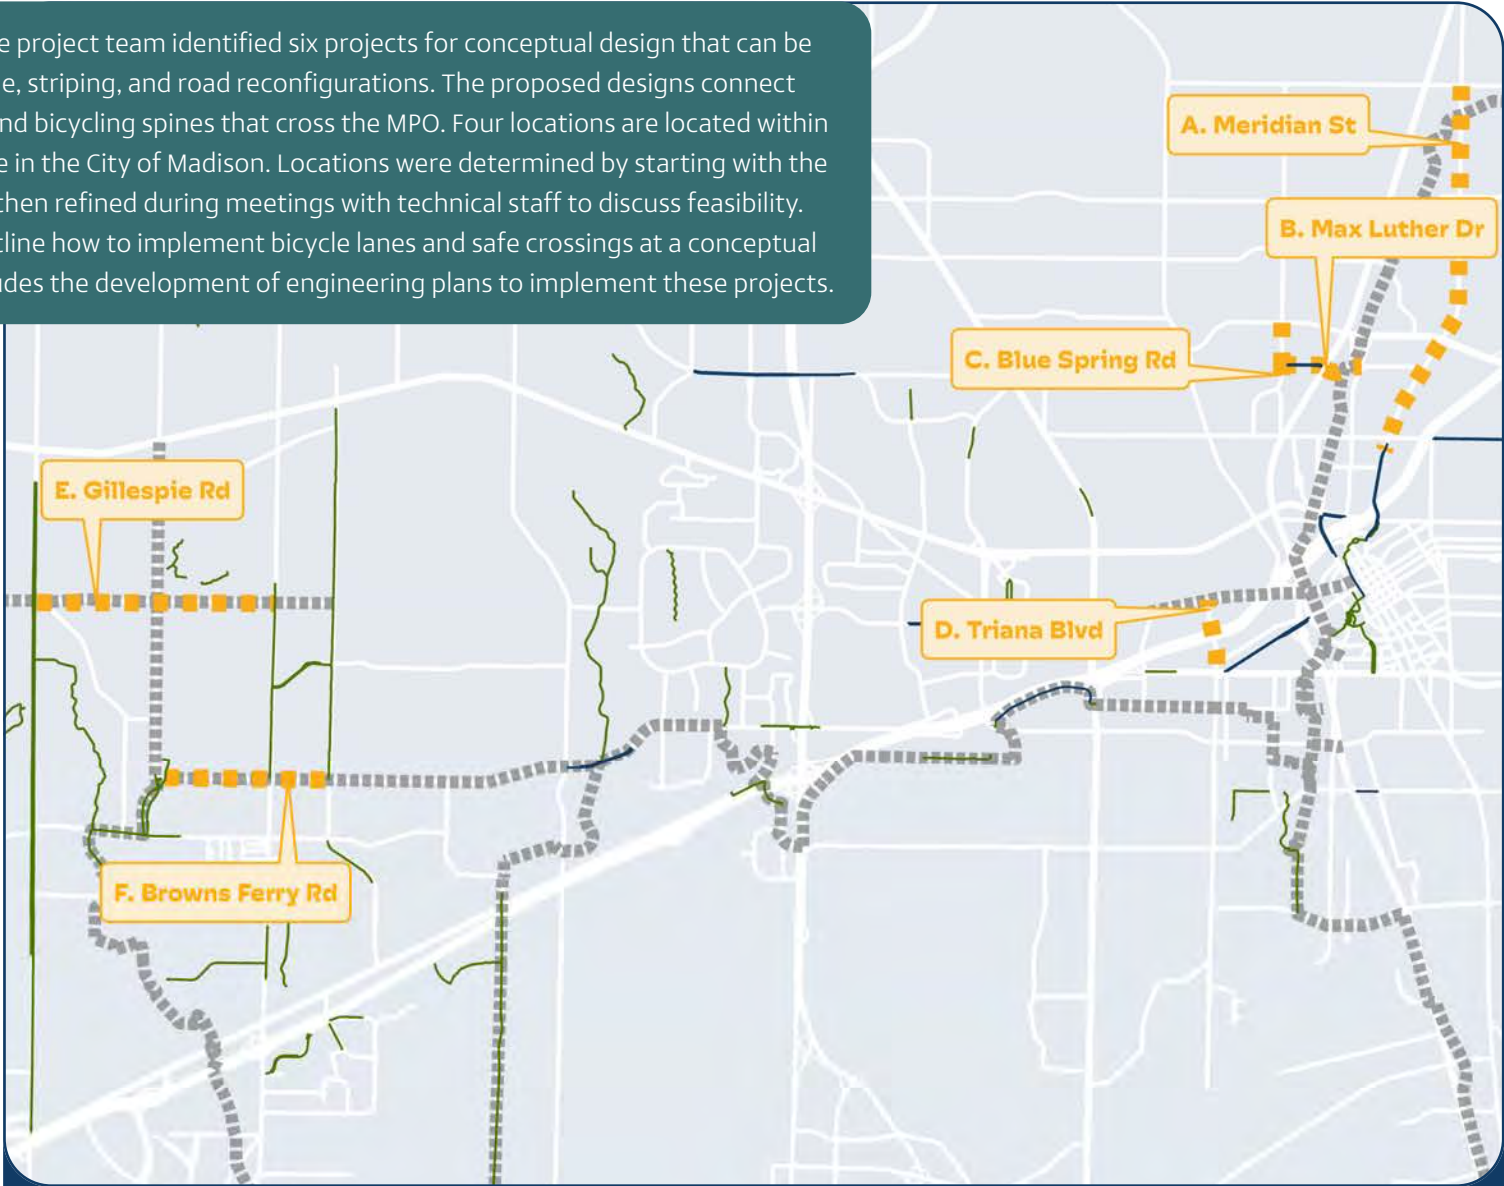 e project team identified six projects for conceptual design that can be
e, striping, and road reconfigurations. The proposed designs connect
nd bicycling spines that cross the MPO. Four locations are located within
e in the City of Madison. Locations were determined by starting with the
then refined during meetings with technical staff to discuss feasibility.
tline how to implement bicycle lanes and safe crossings at a conceptual
udes the development of engineering plans to implement these projects.
A. Meridian St
B. Max Luther Dr
C. Blue Spring Rd
E. Gillespie Rd
D. Triana Blvd
F. Browns Ferry Rd